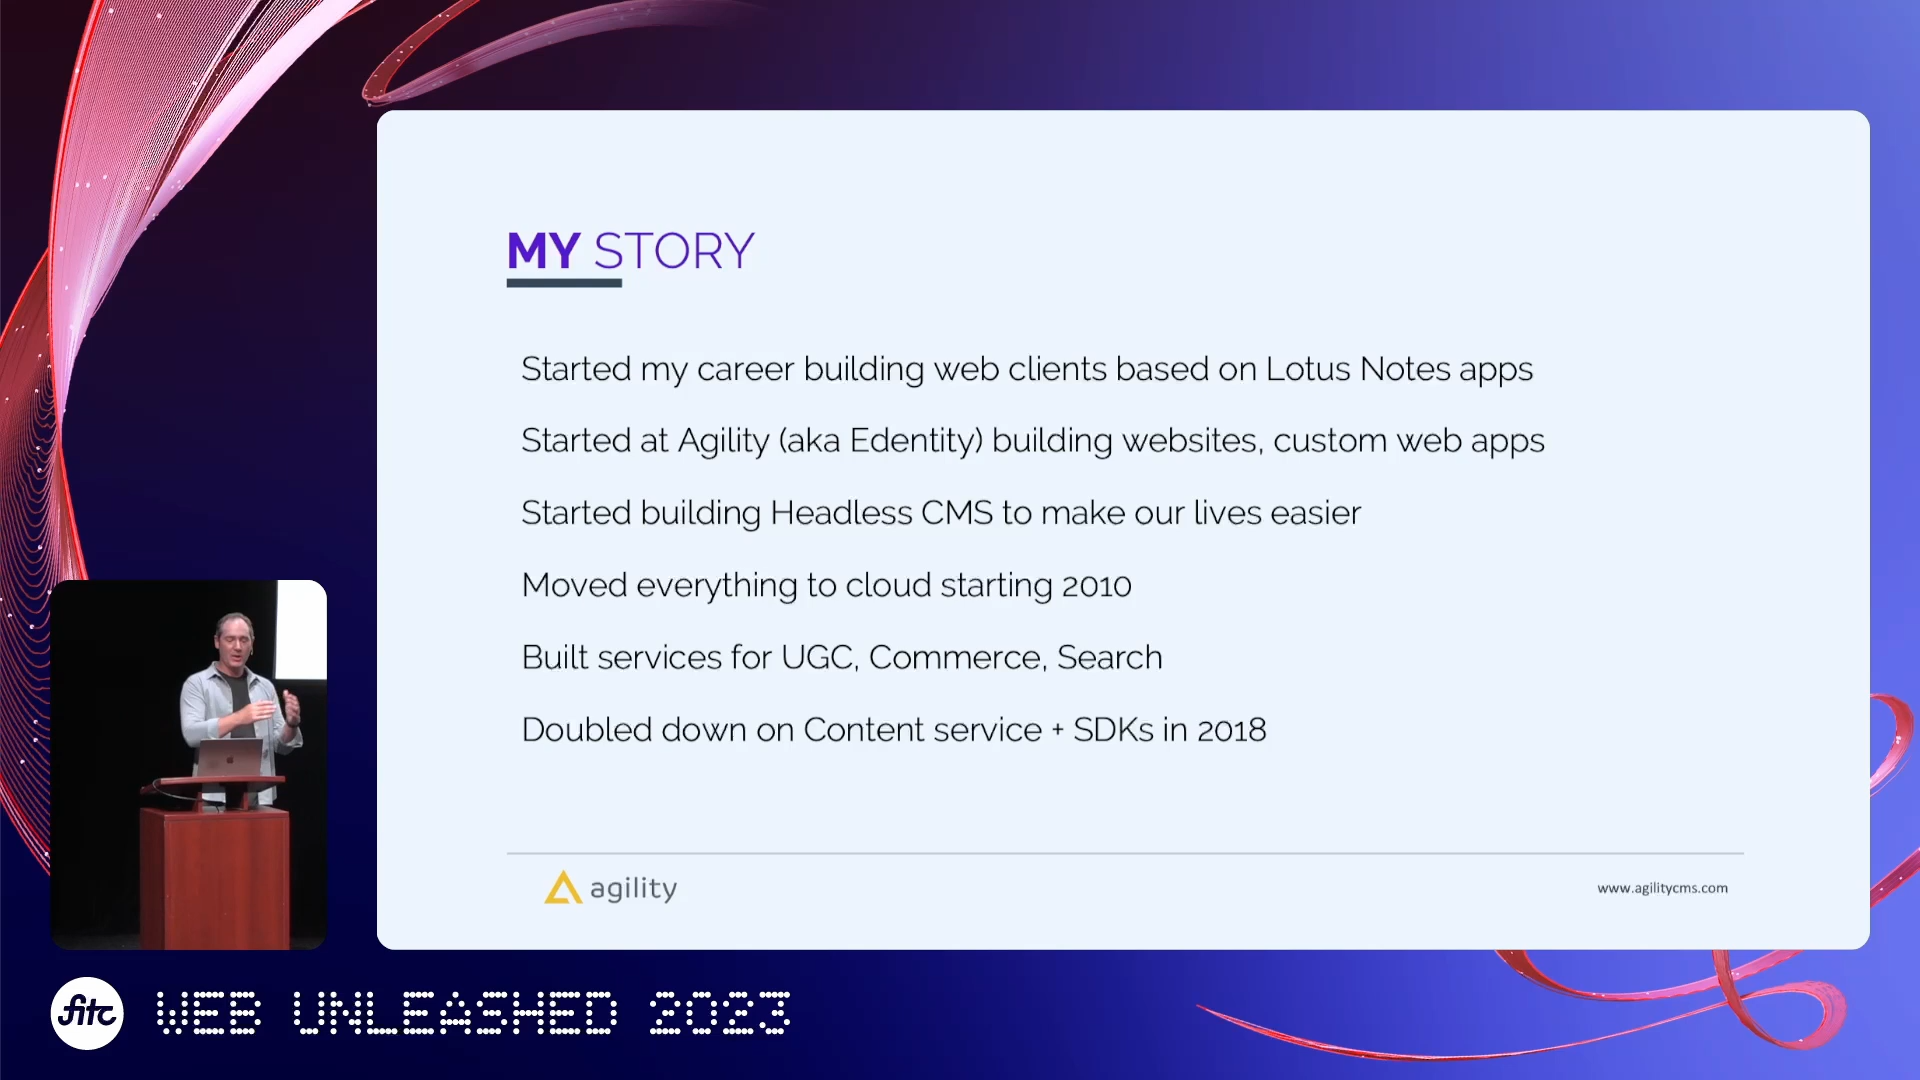 MY STORY
Started my career building web clients based on Lotus Notes apps
Started at Agility (aka Edentity) building websites, custom web apps
Started building Headless CMS to make our lives easier
Moved everything to cloud starting 2010
Built services for UGC, Commerce, Search
Doubled down on Content service + SDKs in 2018
agility
www.agilitycms.com
fitc WEB UNLEASHED 2023